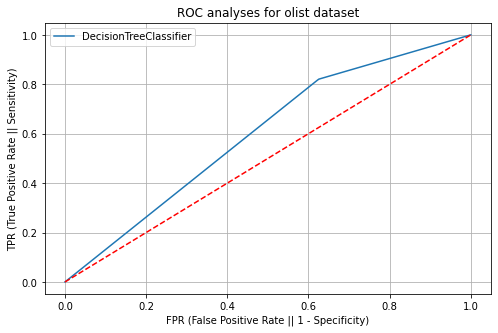 ROC analyses for olist dataset
DecisionTreeClassifier
TPR (True Positive Rate || Sensitivity)
1.0
0.8
0.6
0.4
0.2
0.0
0.0 0.2 0.4 0.6 0.8 1.0
FPR (False Positive Rate || 1 - Specificity)